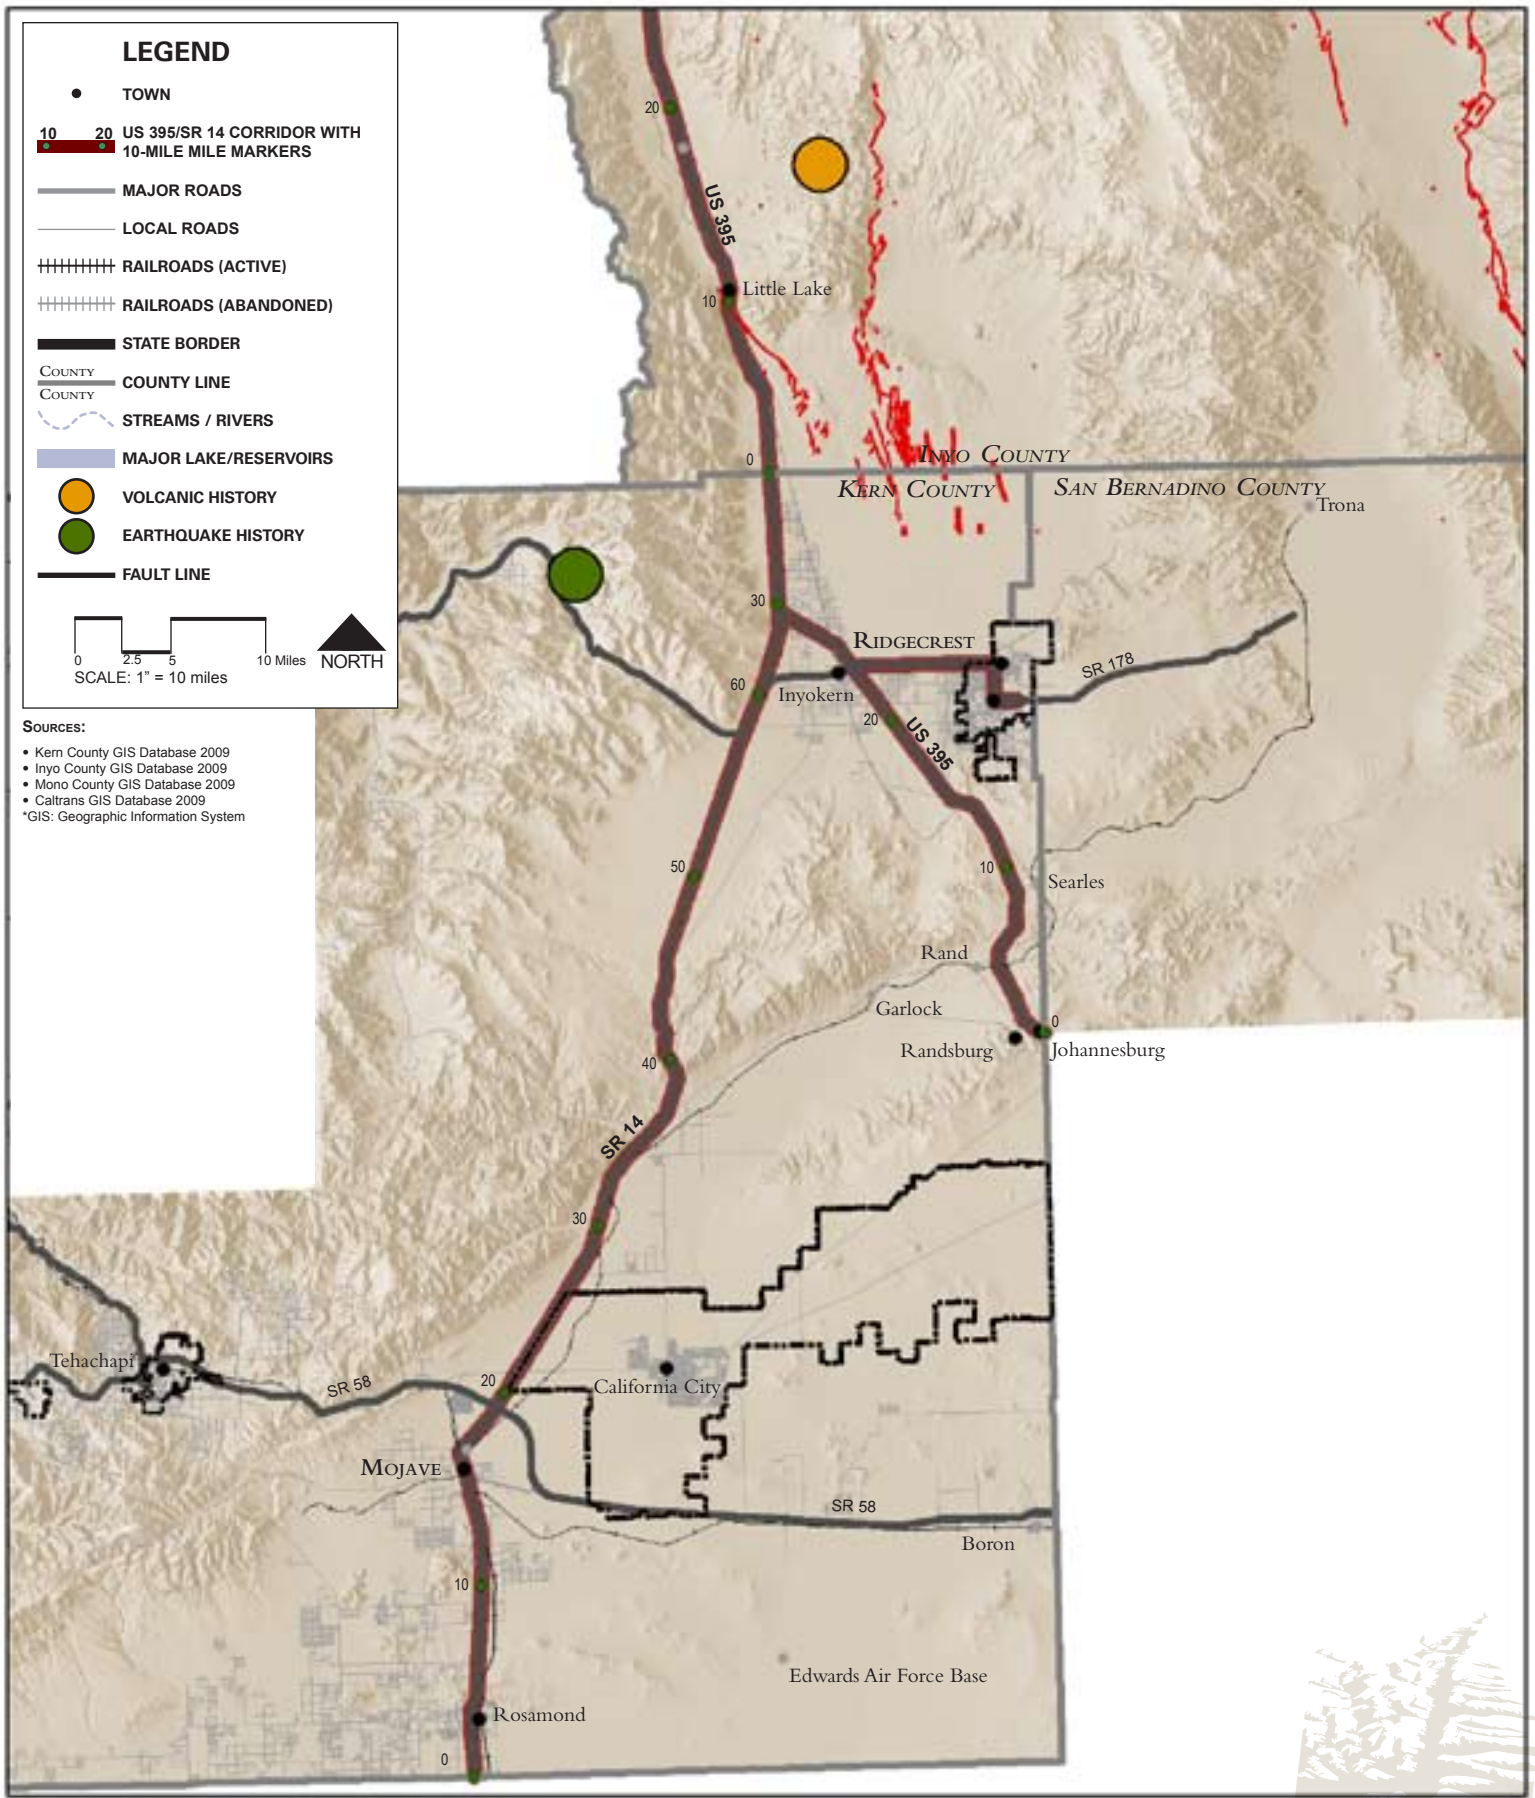 LEGEND
TOWN
10 20 US 395/SR 14 CORRIDOR WITH
10-MILE MILE MARKERS
MAJOR ROADS
LOCAL ROADS
RAILROADS (ACTIVE)
RAILROADS (ABANDONED)
STATE BORDER
COUNTY
COUNTY LINE
COUNTY
STREAMS / RIVERS
MAJOR LAKE/RESERVOIRS
VOLCANIC HISTORY
EARTHQUAKE HISTORY
FAULT LINE
0 2.5 5 10 Miles
NORTH
SCALE: 1" = 10 miles
SOURCES:
• Kern County GIS Database 2009
• Inyo County GIS Database 2009
• Mono County GIS Database 2009
• Caltrans GIS Database 2009
*GIS: Geographic Information System
20
US 395
Little Lake
10
0
INYO COUNTY
KERN COUNTY
SAN BERNADINO COUNTY
Trona
30
RIDGECREST
SR 178
60
Inyokern
20
US 395
50
10
Searles
Rand
Garlock
0
Randsburg
Johannesburg
40
SR 14
30
Tehachapi
SR 58
20
California City
MOJAVE
SR 58
Boron
10
Edwards Air Force Base
Rosamond
0